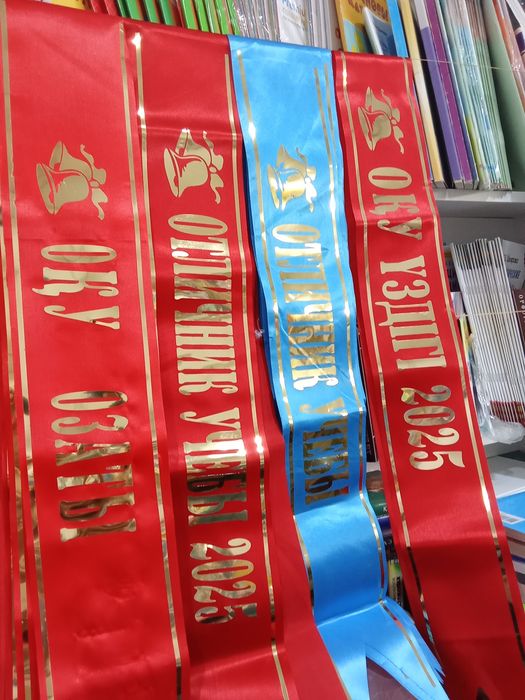 ОҚУ ОЗАТЫ
ОТЛИЧНИК УЧЕБЫ 2025
ОТЛИЧНИК УЧЕБЫ
ОҚУ ҮЗДІГІ 2025